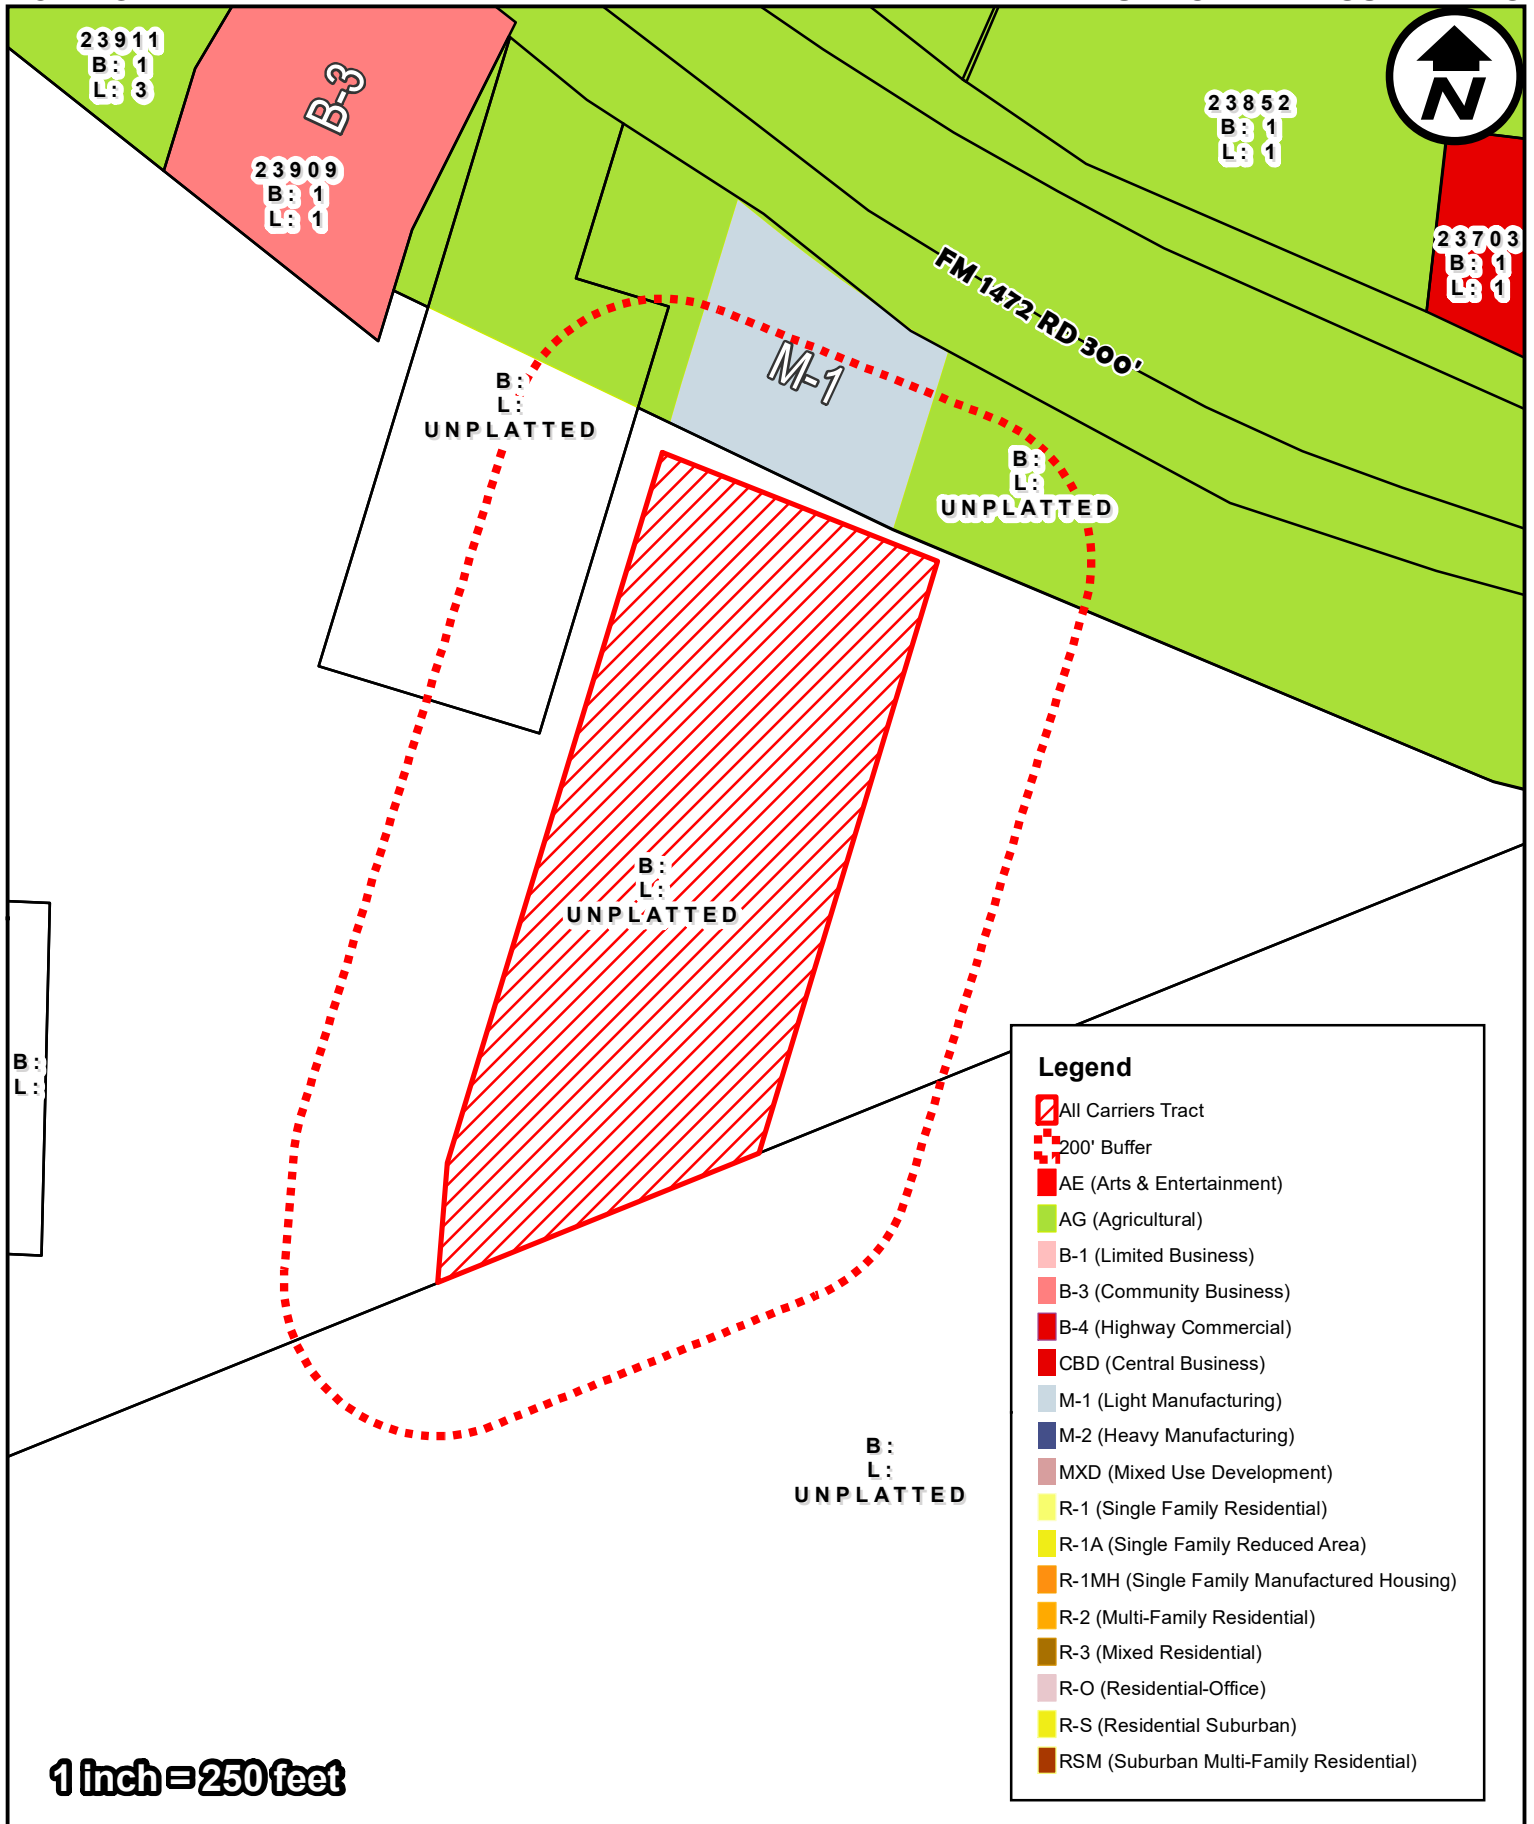 23911
B: 1
L: 3
B-3
23909
B: 1
L: 1
N
23852
B: 1
L: 1
23703
B: 1
L: 1
FM 1472 RD 300'
M-1
B:
L:
UNPLATTED
B:
L:
UNPLATTED
B:
L:
UNPLATTED
B:
L:
B:
L:
UNPLATTED
Legend
All Carriers Tract
200' Buffer
AE (Arts & Entertainment)
AG (Agricultural)
B-1 (Limited Business)
B-3 (Community Business)
B-4 (Highway Commercial)
CBD (Central Business)
M-1 (Light Manufacturing)
M-2 (Heavy Manufacturing)
MXD (Mixed Use Development)
R-1 (Single Family Residential)
R-1A (Single Family Reduced Area)
R-1MH (Single Family Manufactured Housing)
R-2 (Multi-Family Residential)
R-3 (Mixed Residential)
R-O (Residential-Office)
R-S (Residential Suburban)
RSM (Suburban Multi-Family Residential)
1 inch = 250 feet